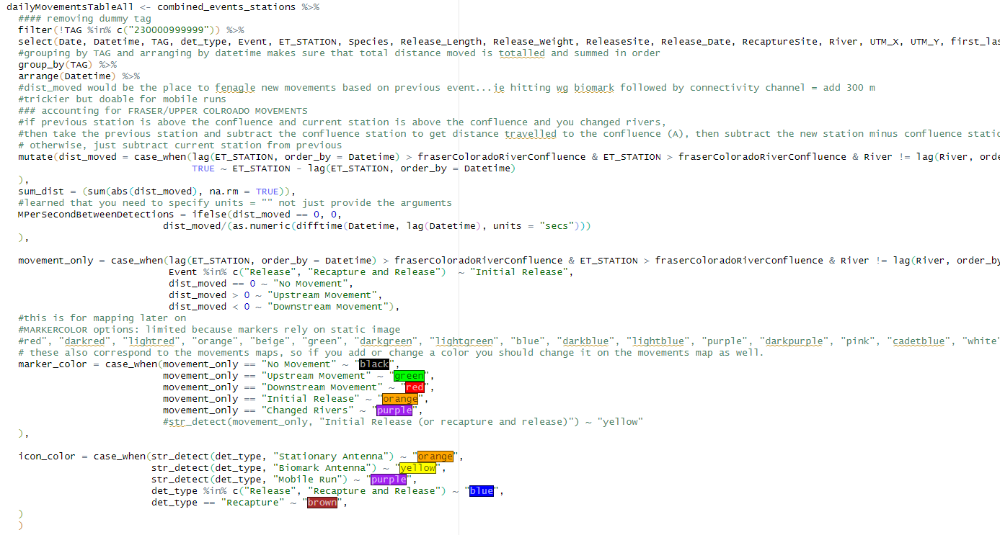 dailyMovementsTableAll <- combined_events_stations %>%
#### removing dummy tag
filter(!TAG %in% c("230000999999")) %>%
select(Date, Datetime, TAG, det_type, Event, ET_STATION, Species, Release_Length, Release_Weight, ReleaseSite, Release_Date, RecaptureSite, River, UTM_X, UTM_Y, first_las
#grouping by TAG and arranging by datetime makes sure that total distance moved is totalled and summed in order
group_by(TAG) %>%
arrange(Datetime) %>%
#dist_moved would be the place to fenagle new movements based on previous event...ie hitting wg biomark followed by connectivity channel = add 300 m
#trickier but doable for mobile runs
### accounting for FRASER/UPPER COLROADO MOVEMENTS
#if previous station is above the confluence and current station is above the confluence and you changed rivers,
#then take the previous station and subtract the confluence station to get distance travelled to the confluence (A), then subtract the new station minus confluence static
# otherwise, just subtract current station from previous
mutate(dist_moved = case_when(lag(ET_STATION, order_by = Datetime) > fraserColoradoRiverConfluence & ET_STATION > fraserColoradoRiverConfluence & River != lag(River, orde
TRUE ~ ET_STATION - lag(ET_STATION, order_by = Datetime)
),
sum_dist = (sum(abs(dist_moved), na.rm = TRUE)),
#learned that you need to specify units = "" not just provide the arguments
MPerSecondBetweenDetections = ifelse(dist_moved == 0, 0,
dist_moved/(as.numeric(difftime(Datetime, lag(Datetime), units = "secs")))
),
movement_only = case_when(lag(ET_STATION, order_by = Datetime) > fraserColoradoRiverConfluence & ET_STATION > fraserColoradoRiverConfluence & River != lag(River, order_by
Event %in% c("Release", "Recapture and Release")  ~ "Initial Release",
dist_moved == 0 ~ "No Movement",
dist_moved > 0 ~ "Upstream Movement",
dist_moved < 0 ~ "Downstream Movement"),
#this is for mapping later on
#MARKERCOLOR options: limited because markers rely on static image
#red", "darkred", "lightred", "orange", "beige", "green", "darkgreen", "lightgreen", "blue", "darkblue", "lightblue", "purple", "darkpurple", "pink", "cadetblue", "white"
# these also correspond to the movements maps, so if you add or change a color you should change it on the movements map as well.
marker_color = case_when(movement_only == "No Movement" ~ "black",
movement_only == "Upstream Movement" ~ "green",
movement_only == "Downstream Movement" ~ "red",
movement_only == "Initial Release" ~ "orange",
movement_only == "Changed Rivers" ~ "purple",
#str_detect(movement_only, "Initial Release (or recapture and release)") ~ "yellow"
),
icon_color = case_when(str_detect(det_type, "Stationary Antenna") ~ "orange",
str_detect(det_type, "Biomark Antenna") ~ "yellow",
str_detect(det_type, "Mobile Run") ~ "purple",
det_type %in% c("Release", "Recapture and Release") ~ "blue",
det_type == "Recapture" ~ "brown",
)
)